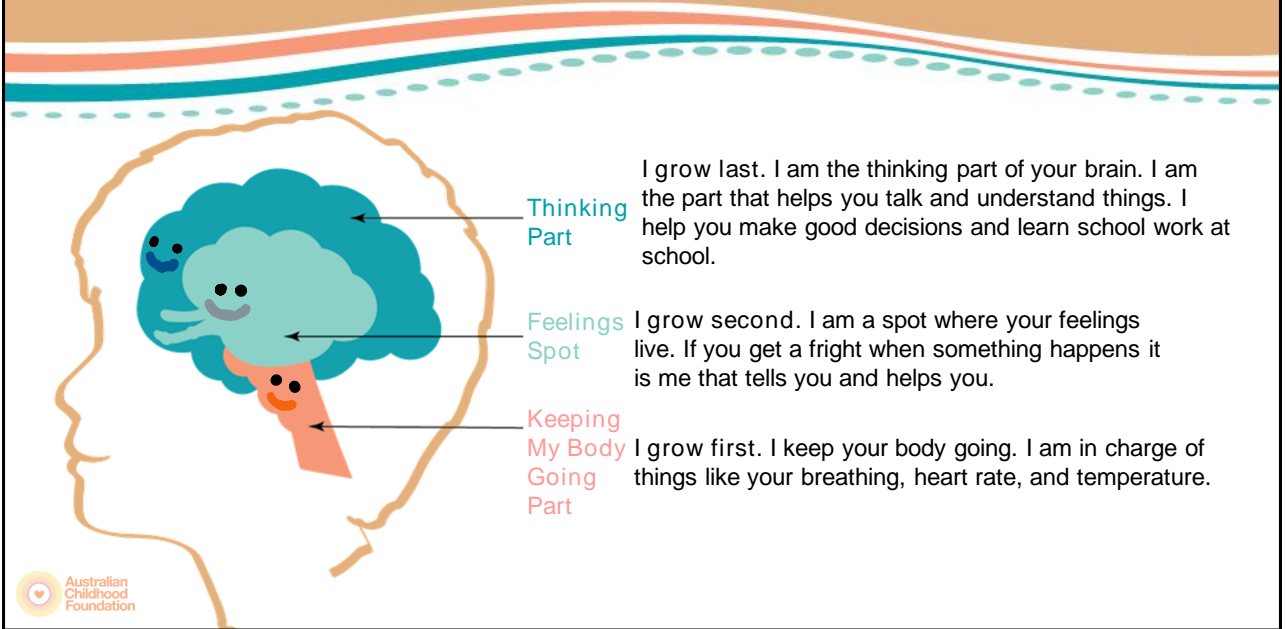 Thinking
Part
I grow last. I am the thinking part of your brain. I am
the part that helps you talk and understand things. I
help you make good decisions and learn school work at
school.
Feelings
Spot
I grow second. I am a spot where your feelings
live. If you get a fright when something happens it
is me that tells you and helps you.
Keeping
My Body
Going
Part
I grow first. I keep your body going. I am in charge of
things like your breathing, heart rate, and temperature.
Australian
Childhood
Foundation